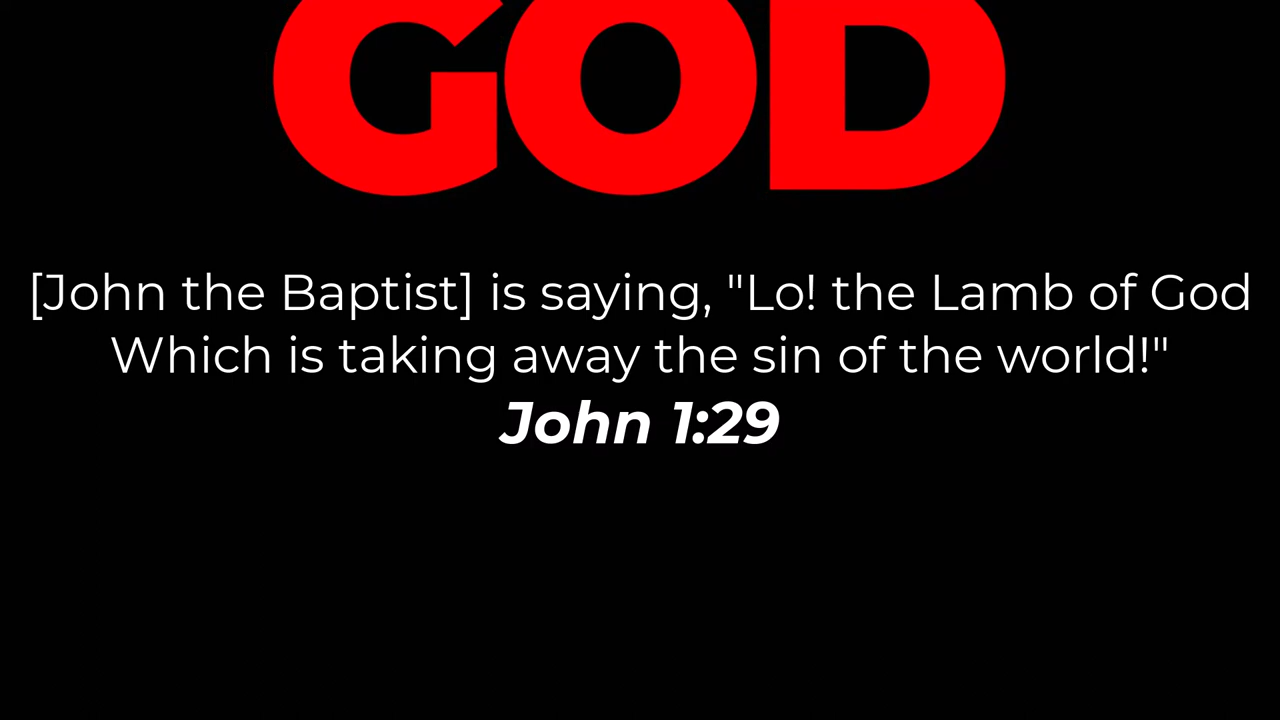 GOD
[John the Baptist] is saying, "Lo! the Lamb of God
Which is taking away the sin of the world!"
John 1:29